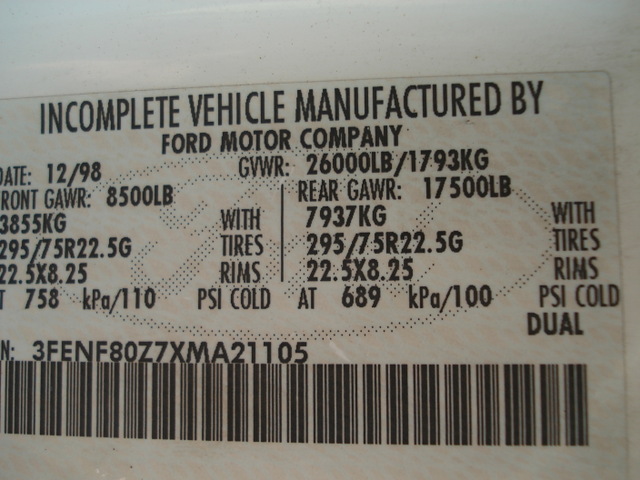 INCOMPLETE VEHICLE MANUFACTURED BY
FORD MOTOR COMPANY
DATE: 12/98 GVWR: 26000LB/1793KG
FRONT GAWR: 8500LB REAR GAWR: 17500LB
3855KG WITH 7937KG WITH
295/75R22.5G TIRES 295/75R22.5G TIRES
22.5X8.25 RIMS 22.5X8.25 RIMS
AT 758 kPa/110 PSI COLD AT 689 kPa/100 PSI COLD
DUAL
N: 3FENF80Z7XMA21105